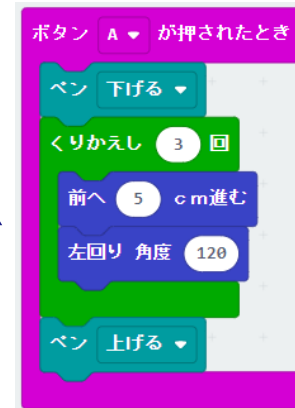 ボタン A が押されたとき
ペン 下げる
くりかえし 3 回
前へ 5 cm進む
左回り 角度 120
ペン 上げる